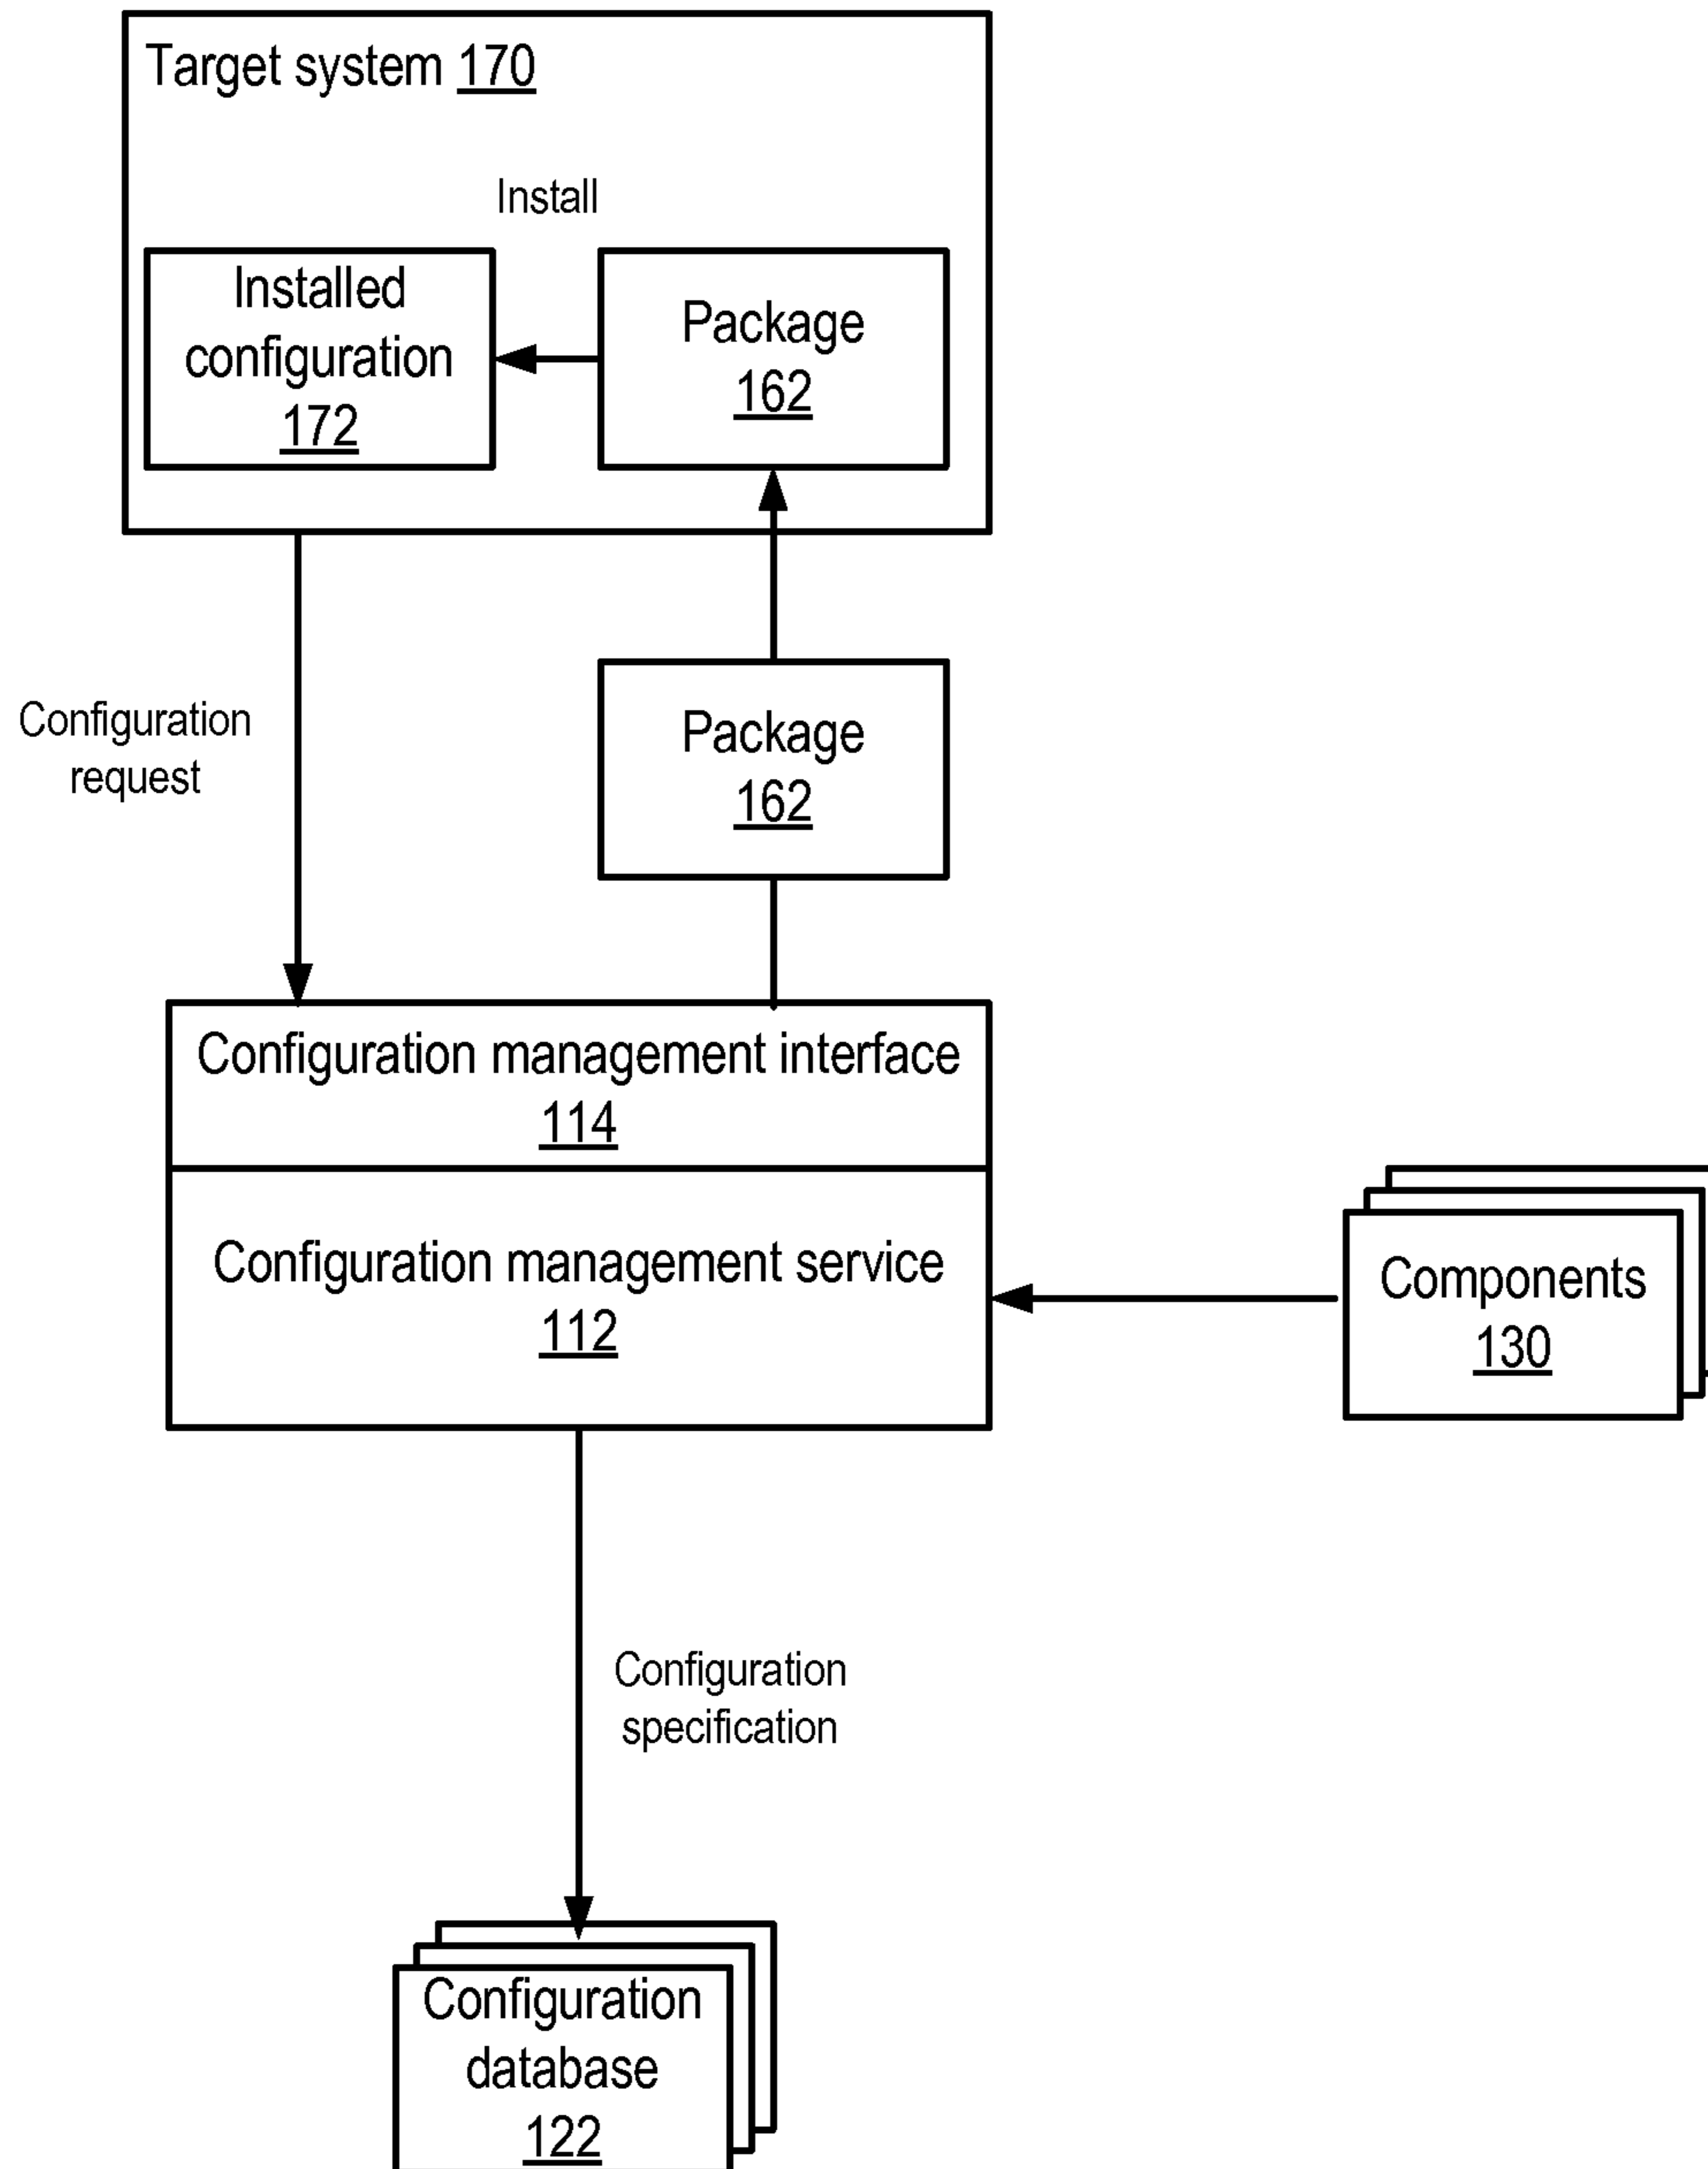 Target system 170
Install
Installed
configuration
172
Package
162
Configuration
request
Package
162
Configuration management interface
114
Configuration management service
112
Components
130
Configuration
specification
Configuration
database
122